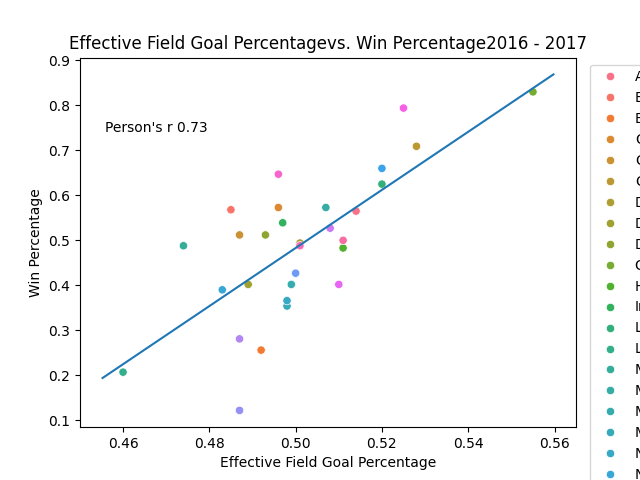 Effective Field Goal Percentagevs. Win Percentage2016 - 2017
Person's r 0.73
0.9
0.8
0.7
0.6
0.5
0.4
0.3
0.2
0.1
Win Percentage
0.46 0.48 0.50 0.52 0.54 0.56
Effective Field Goal Percentage